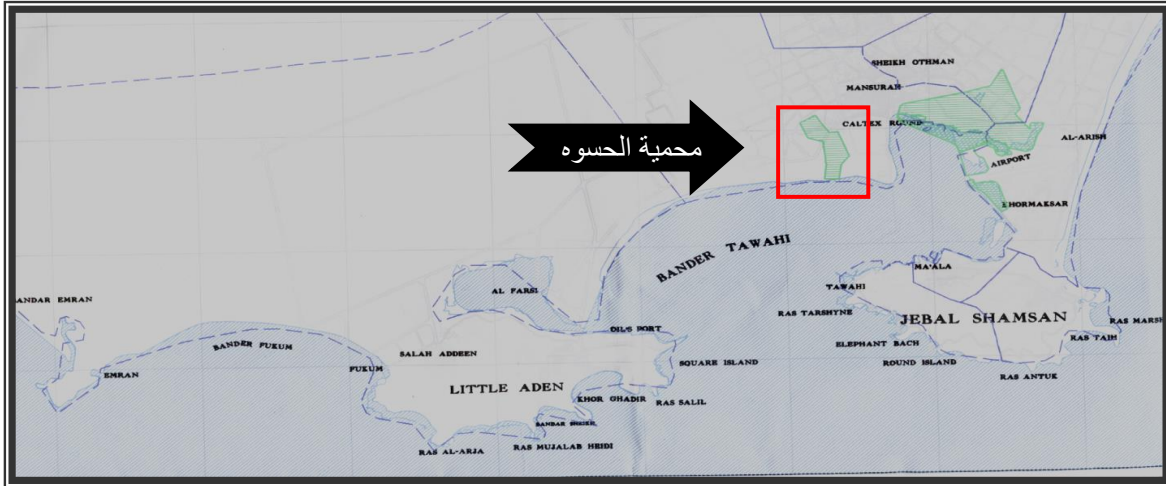 SHEIKH OTHMAN
MANSURAH
CALTEX ROUND
محمية الحسوه
AL-ARISH
AIRPORT
KHORMAKSAR
BANDER TAWAHI
MA'ALA
TAWAHI
AL FARSI
ANDAR EMRAN
RAS TARSHYNE
JEBAL SHAMSAN
RAS MARSH
OIL'S PORT
RAS TAIH
BANDER FUKUM
ELEPHANT BACH
SALAH ADDEEN
SQUARE ISLAND
ROUND ISLAND
FUKUM
EMRAN
RAS ANTUK
LITTLE ADEN
KHOR GHADIR
RAS SALIL
RAS MUJALAB HEIDI
RAS AL-ARJA